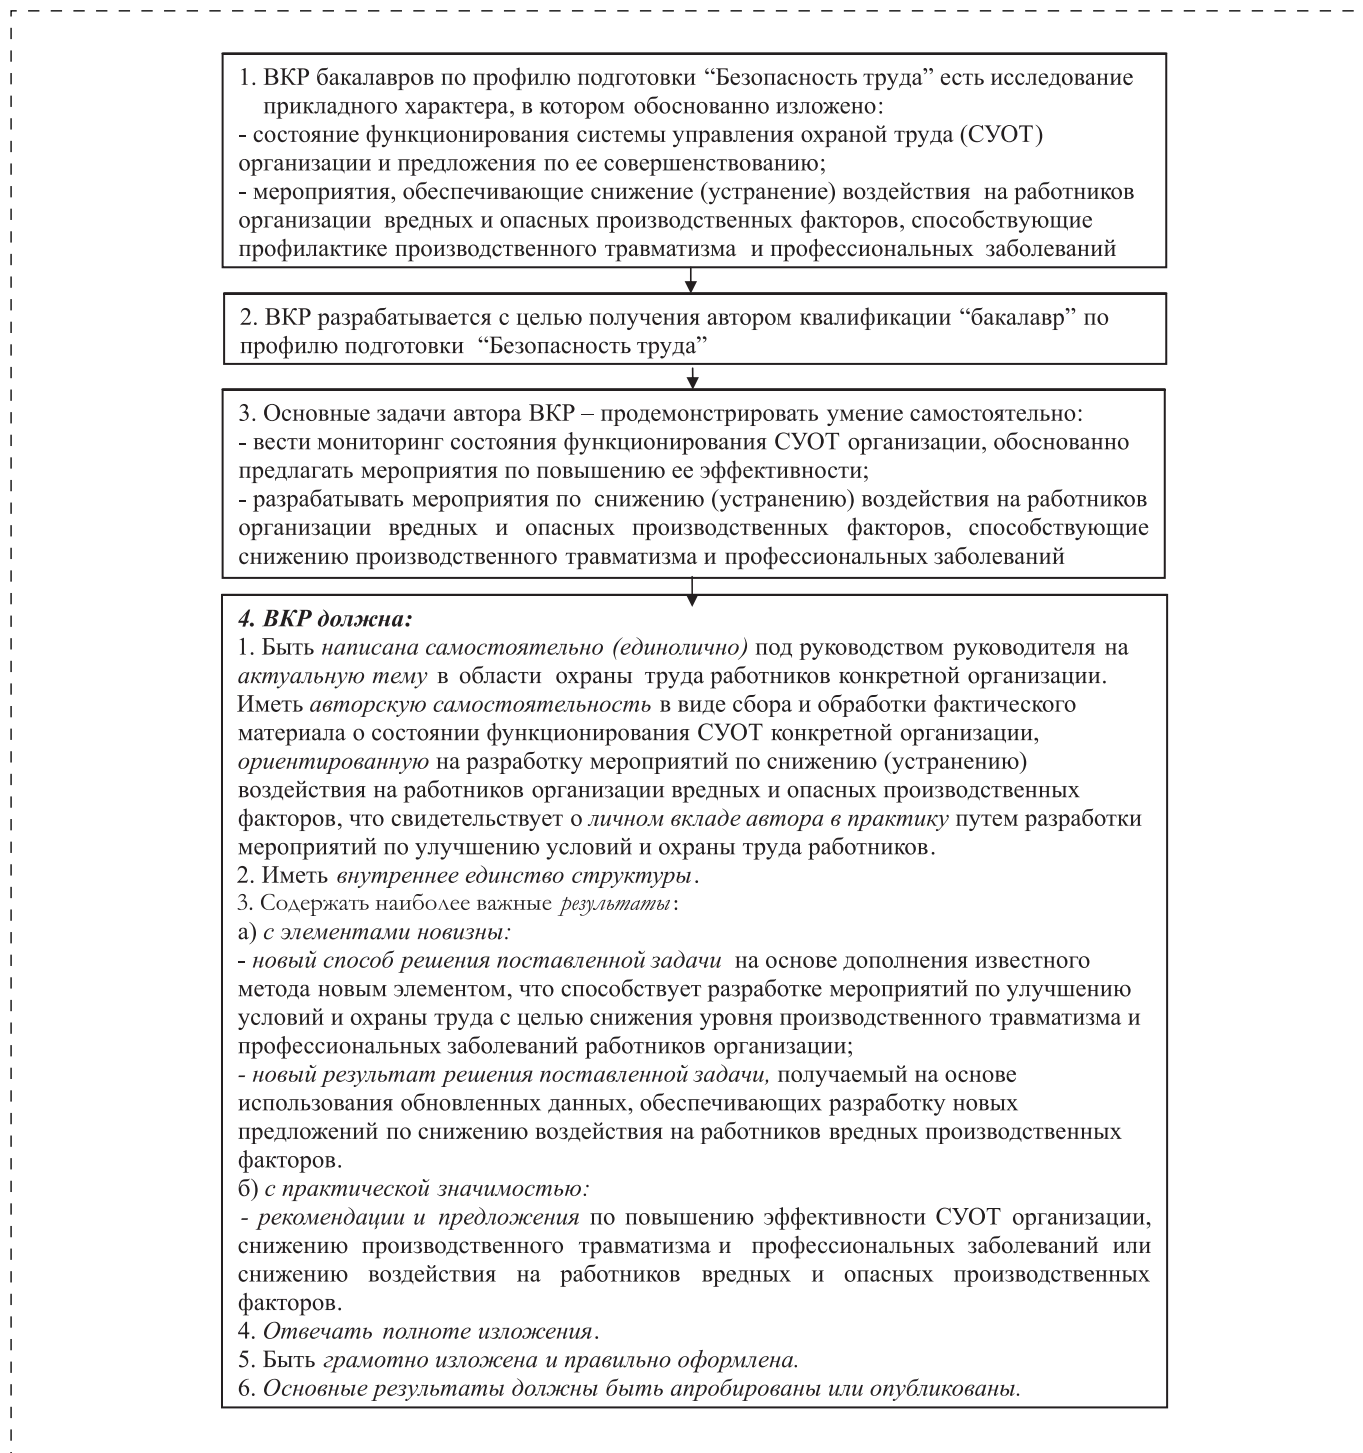 1. ВКР бакалавров по профилю подготовки “Безопасность труда” есть исследование
прикладного характера, в котором обоснованно изложено:
- состояние функционирования системы управления охраной труда (СУОТ)
организации и предложения по ее совершенствованию;
- мероприятия, обеспечивающие снижение (устранение) воздействия на работников
организации вредных и опасных производственных факторов, способствующие
профилактике производственного травматизма и профессиональных заболеваний
2. ВКР разрабатывается с целью получения автором квалификации “бакалавр” по
профилю подготовки “Безопасность труда”
3. Основные задачи автора ВКР – продемонстрировать умение самостоятельно:
- вести мониторинг состояния функционирования СУОТ организации, обоснованно
предлагать мероприятия по повышению ее эффективности;
- разрабатывать мероприятия по снижению (устранению) воздействия на работников
организации вредных и опасных производственных факторов, способствующие
снижению производственного травматизма и профессиональных заболеваний
4. ВКР должна:
1. Быть написана самостоятельно (единолично) под руководством руководителя на
актуальную тему в области охраны труда работников конкретной организации.
Иметь авторскую самостоятельность в виде сбора и обработки фактического
материала о состоянии функционирования СУОТ конкретной организации,
ориентированную на разработку мероприятий по снижению (устранению)
воздействия на работников организации вредных и опасных производственных
факторов, что свидетельствует о личном вкладе автора в практику путем разработки
мероприятий по улучшению условий и охраны труда работников.
2. Иметь внутреннее единство структуры.
3. Содержать наиболее важные результаты:
а) с элементами новизны:
- новый способ решения поставленной задачи на основе дополнения известного
метода новым элементом, что способствует разработке мероприятий по улучшению
условий и охраны труда с целью снижения уровня производственного травматизма и
профессиональных заболеваний работников организации;
- новый результат решения поставленной задачи, получаемый на основе
использования обновленных данных, обеспечивающих разработку новых
предложений по снижению воздействия на работников вредных производственных
факторов.
б) с практической значимостью:
- рекомендации и предложения по повышению эффективности СУОТ организации,
снижению производственного травматизма и профессиональных заболеваний или
снижению воздействия на работников вредных и опасных производственных
факторов.
4. Отвечать полноте изложения.
5. Быть грамотно изложена и правильно оформлена.
6. Основные результаты должны быть апробированы или опубликованы.